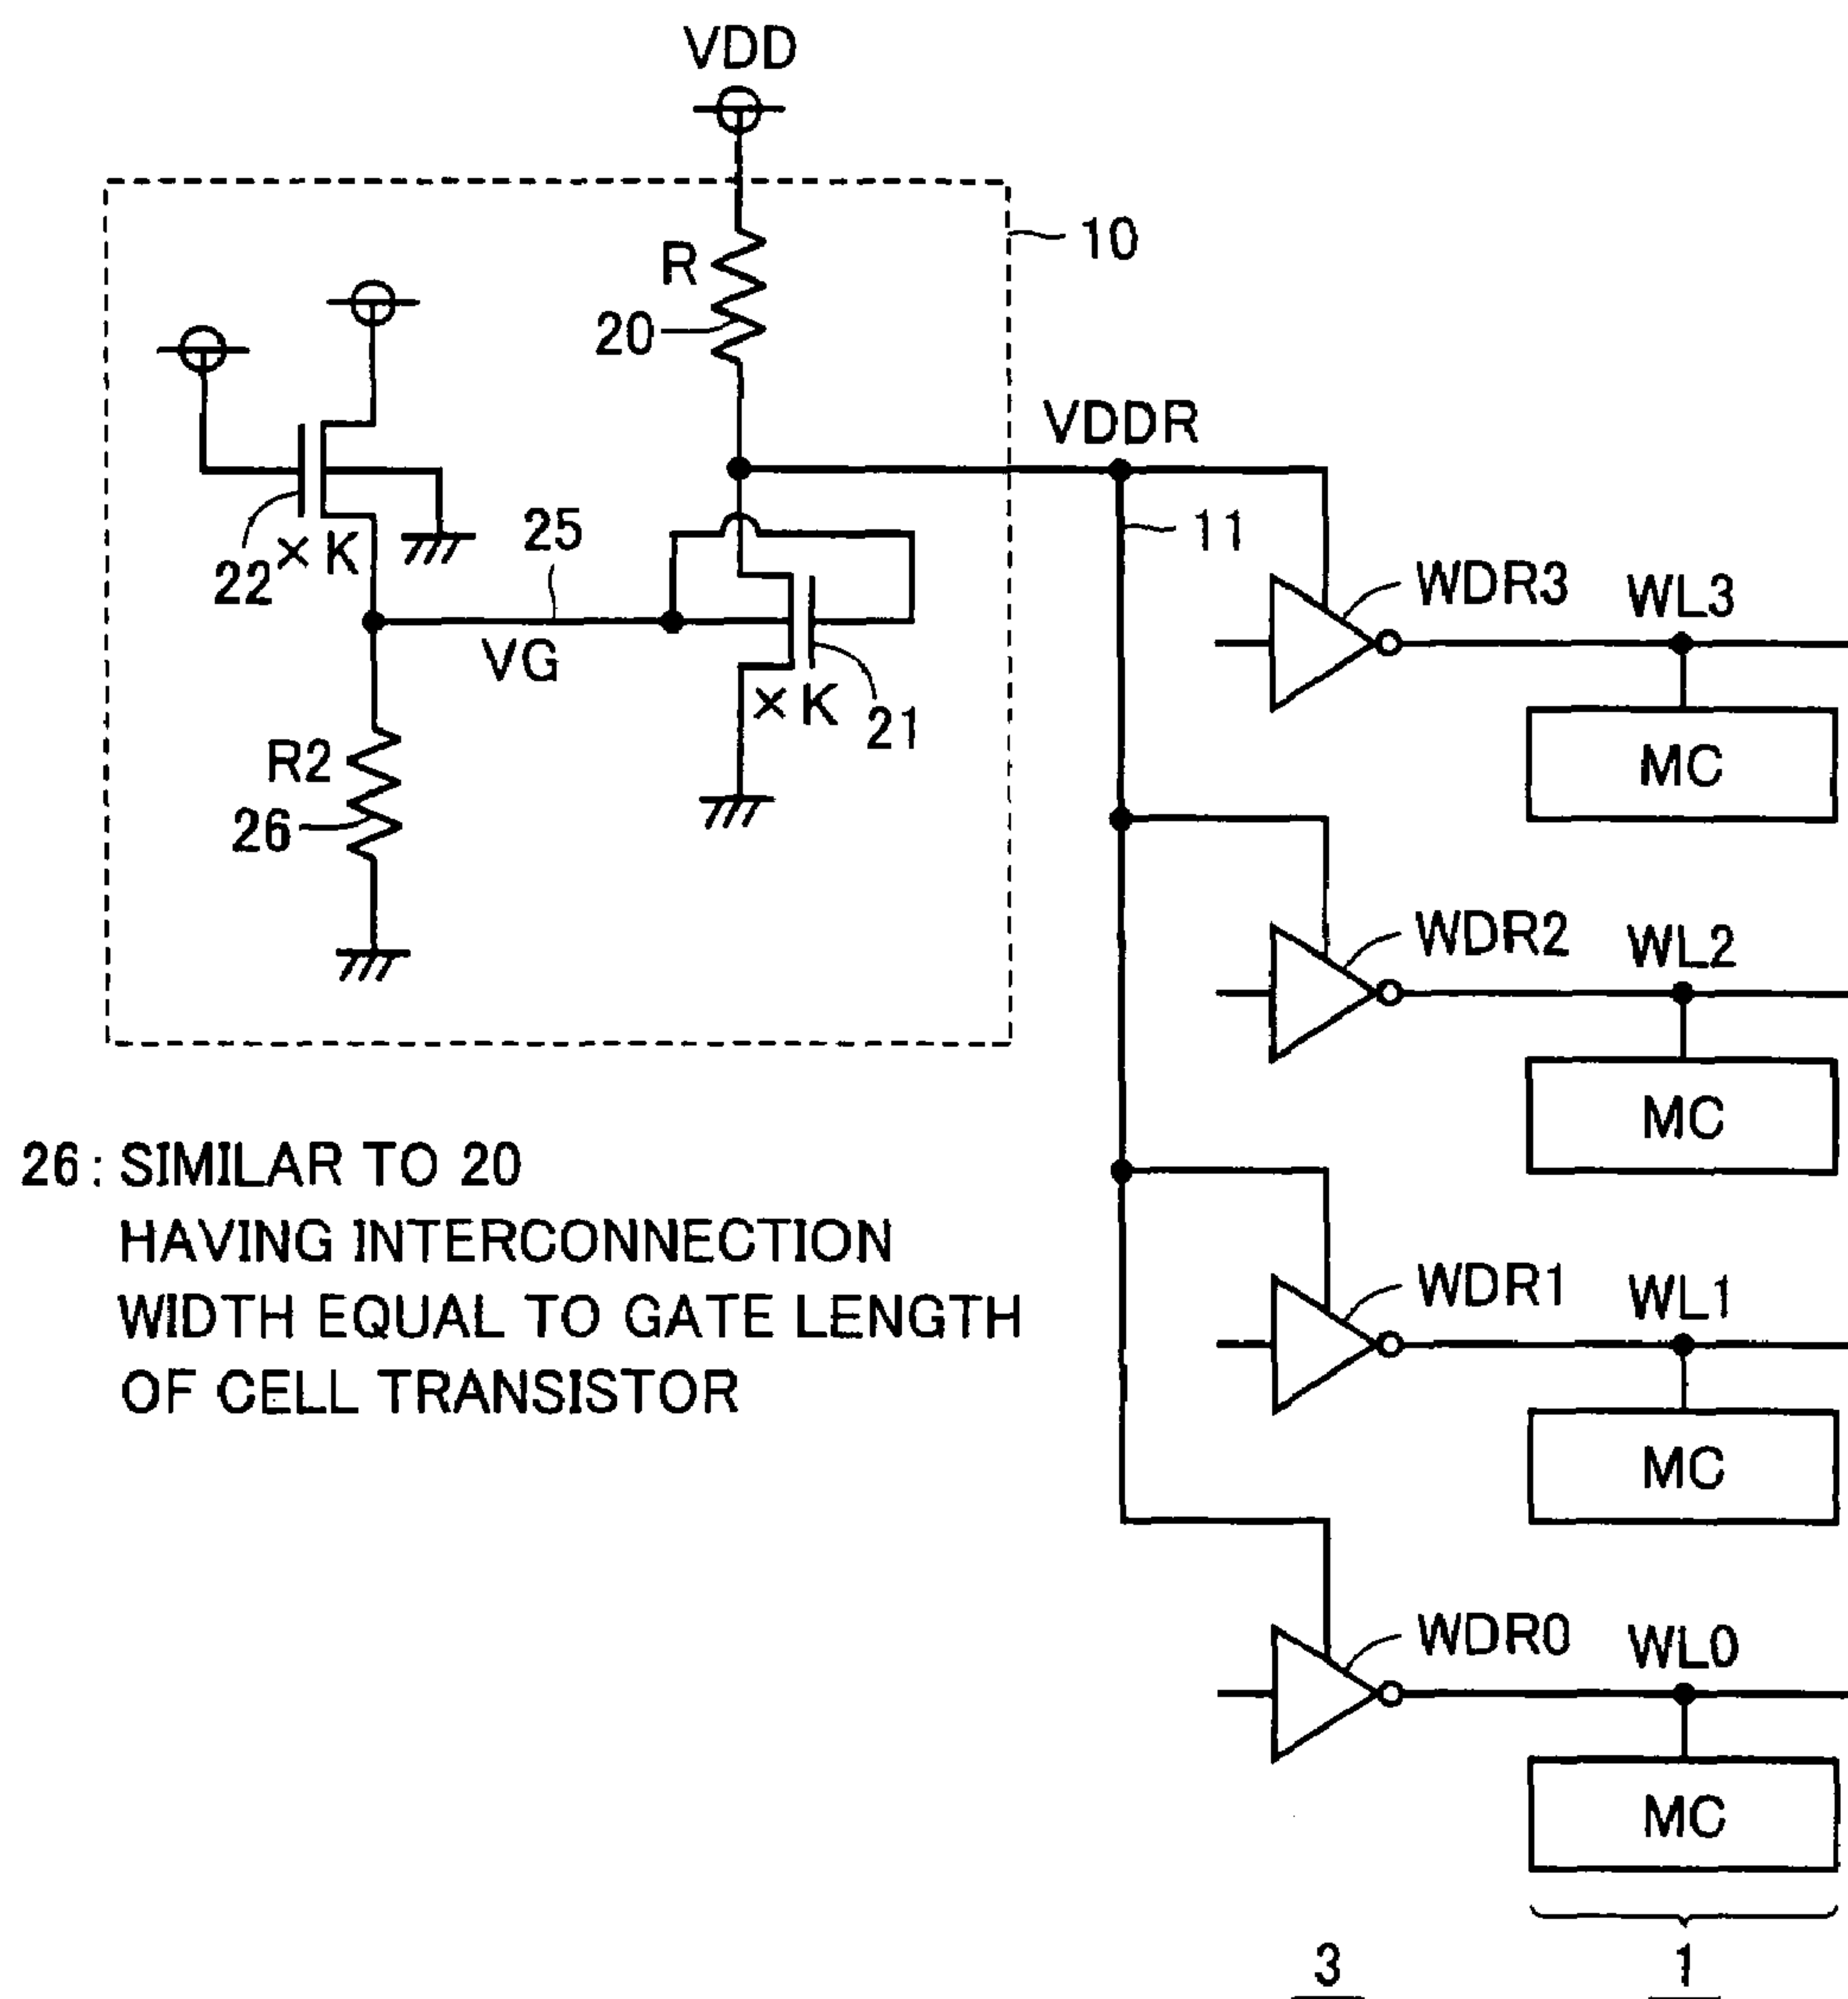 VDD
10
R
20
VDDR
25
11
22
× K
WDR3
WL3
VG
× K
21
MC
R2
26
WDR2
WL2
MC
26 : SIMILAR TO 20
HAVING INTERCONNECTION
WIDTH EQUAL TO GATE LENGTH
OF CELL TRANSISTOR
WDR1
WL1
MC
WDR0
WL0
MC
3
1